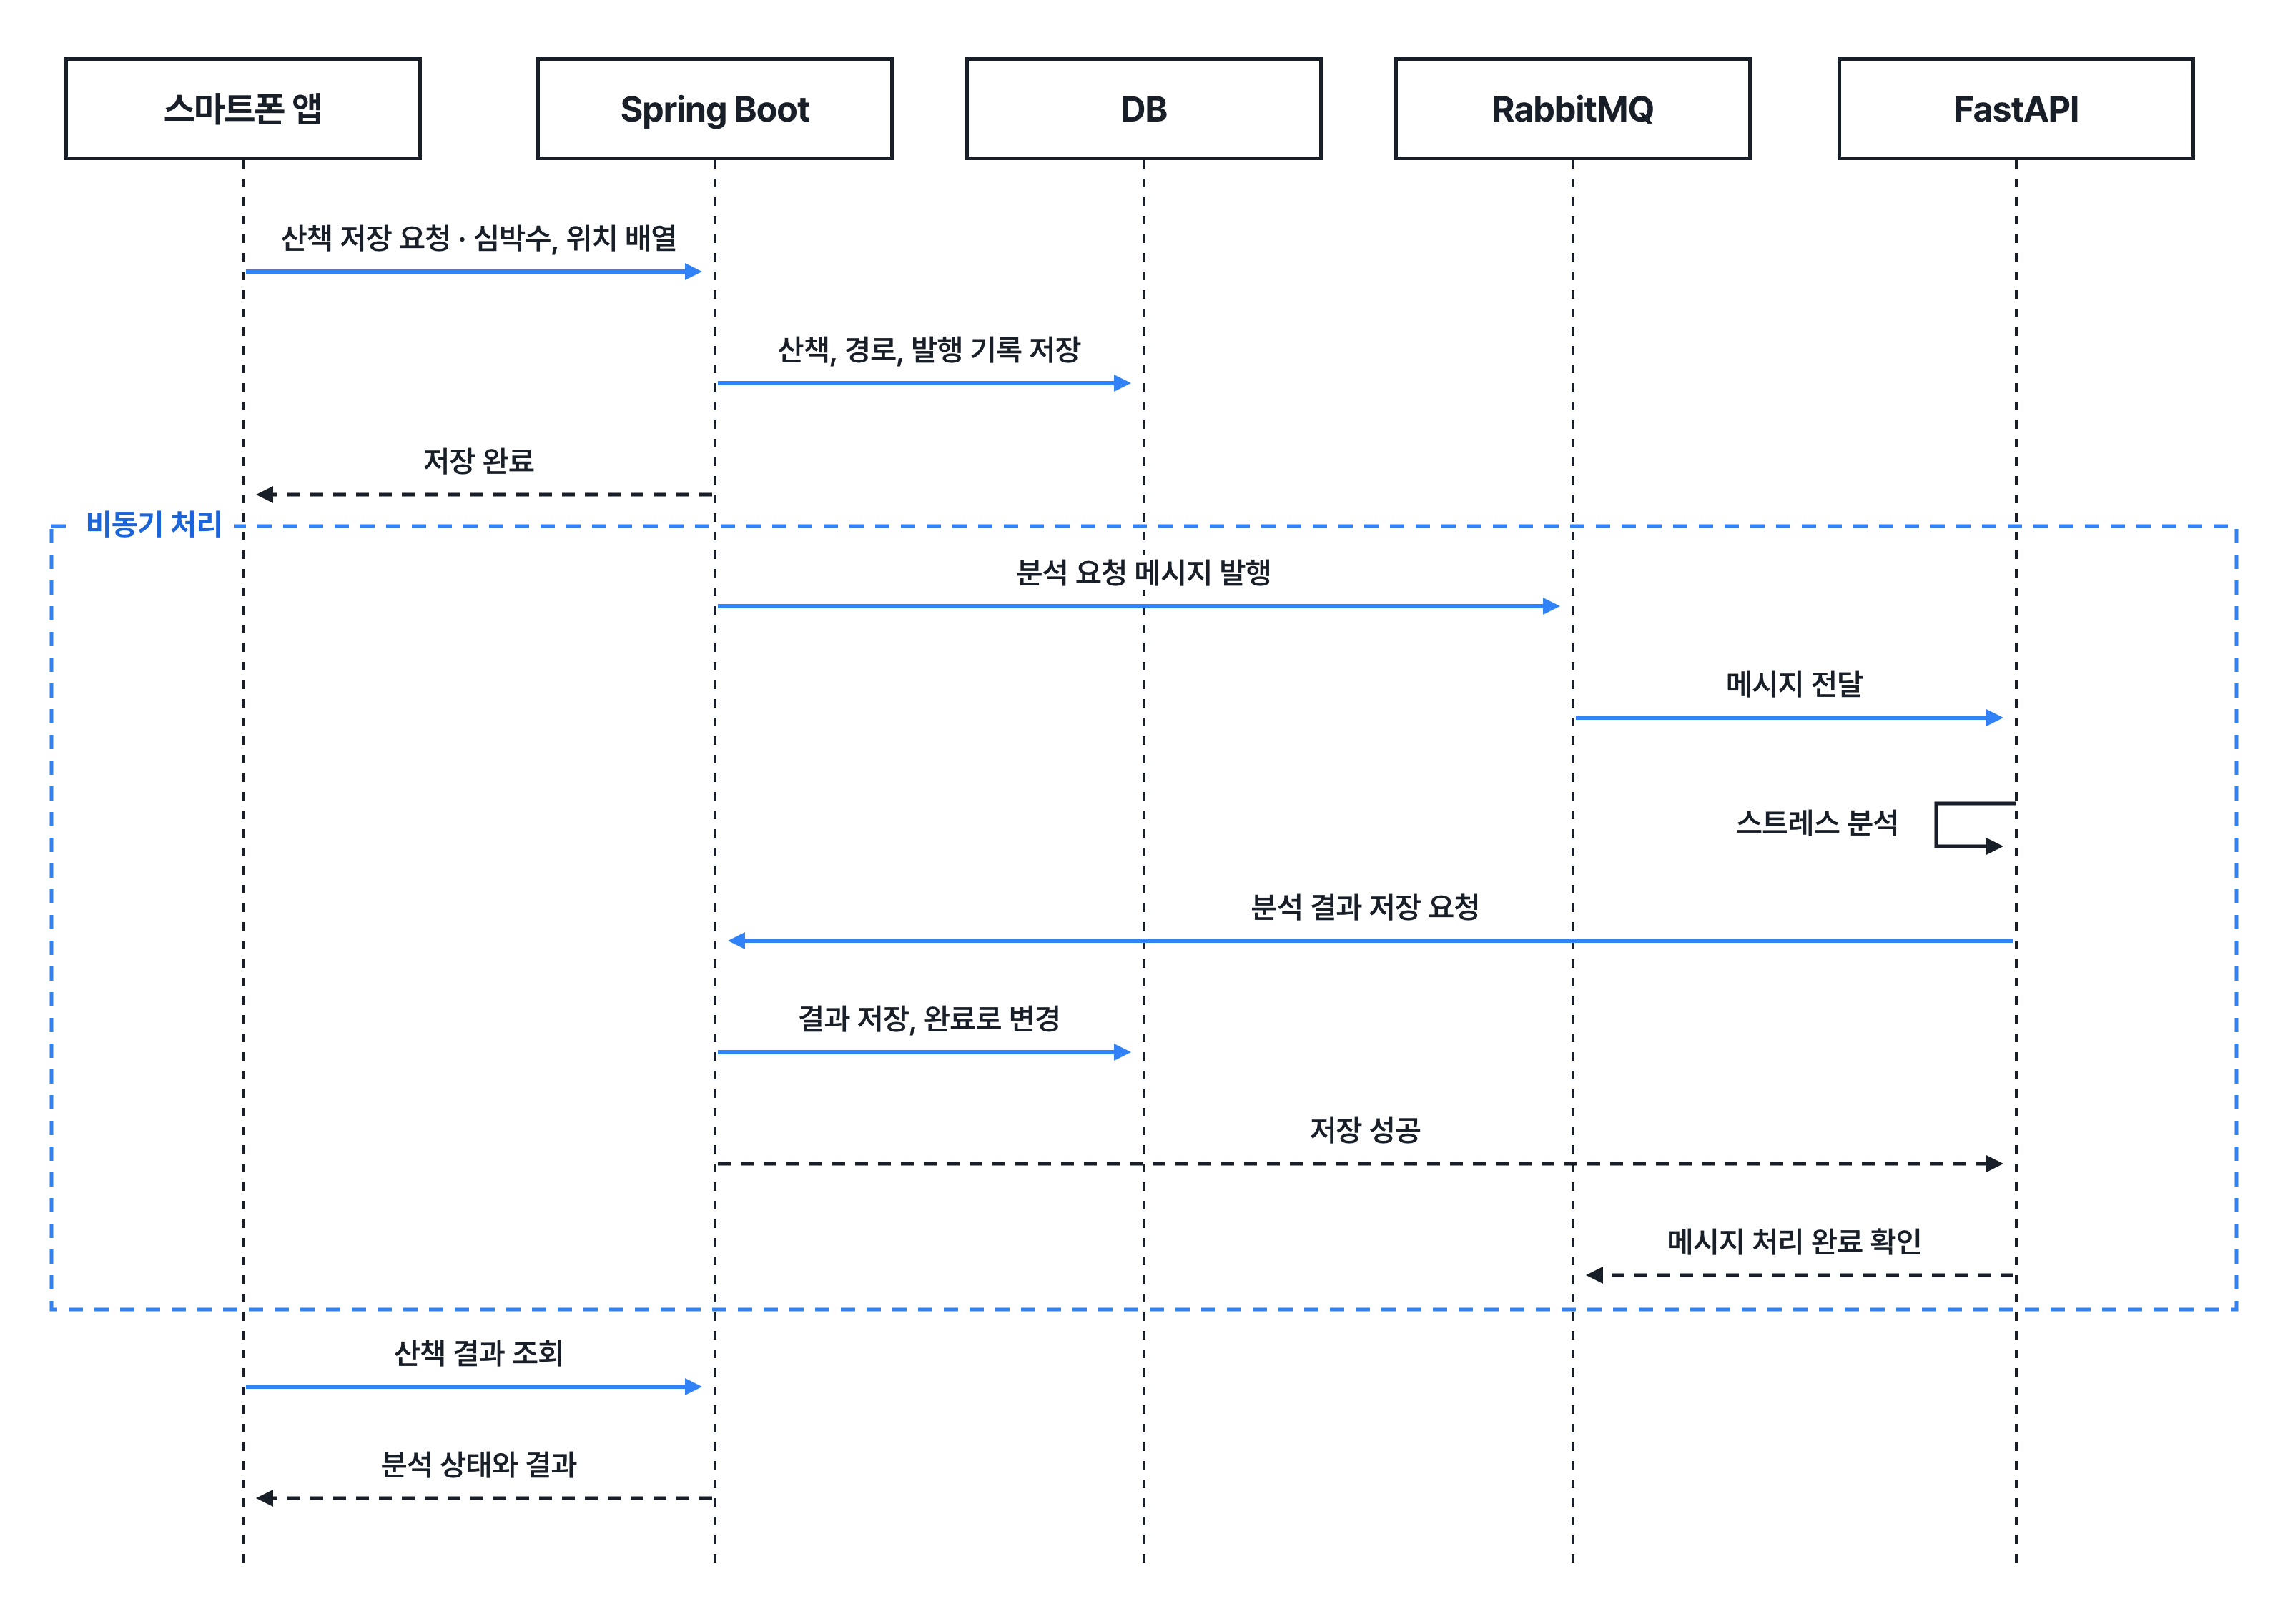 스마트폰 앱
Spring Boot
DB
RabbitMQ
FastAPI
산책 저장 요청 · 심박수, 위치 배열
산책, 경로, 발행 기록 저장
저장 완료
비동기 처리
분석 요청 메시지 발행
메시지 전달
스트레스 분석
분석 결과 저장 요청
결과 저장, 완료로 변경
저장 성공
메시지 처리 완료 확인
산책 결과 조회
분석 상태와 결과